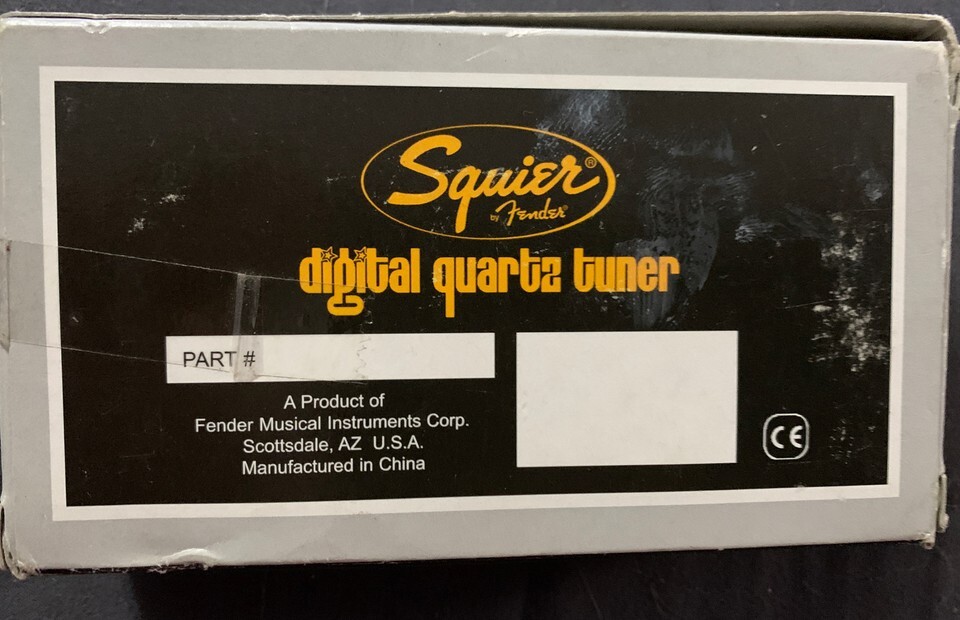 Squier®
by Fender®
digital quartz tuner
PART #
A Product of
Fender Musical Instruments Corp.
Scottsdale, AZ U.S.A.
Manufactured in China
CE